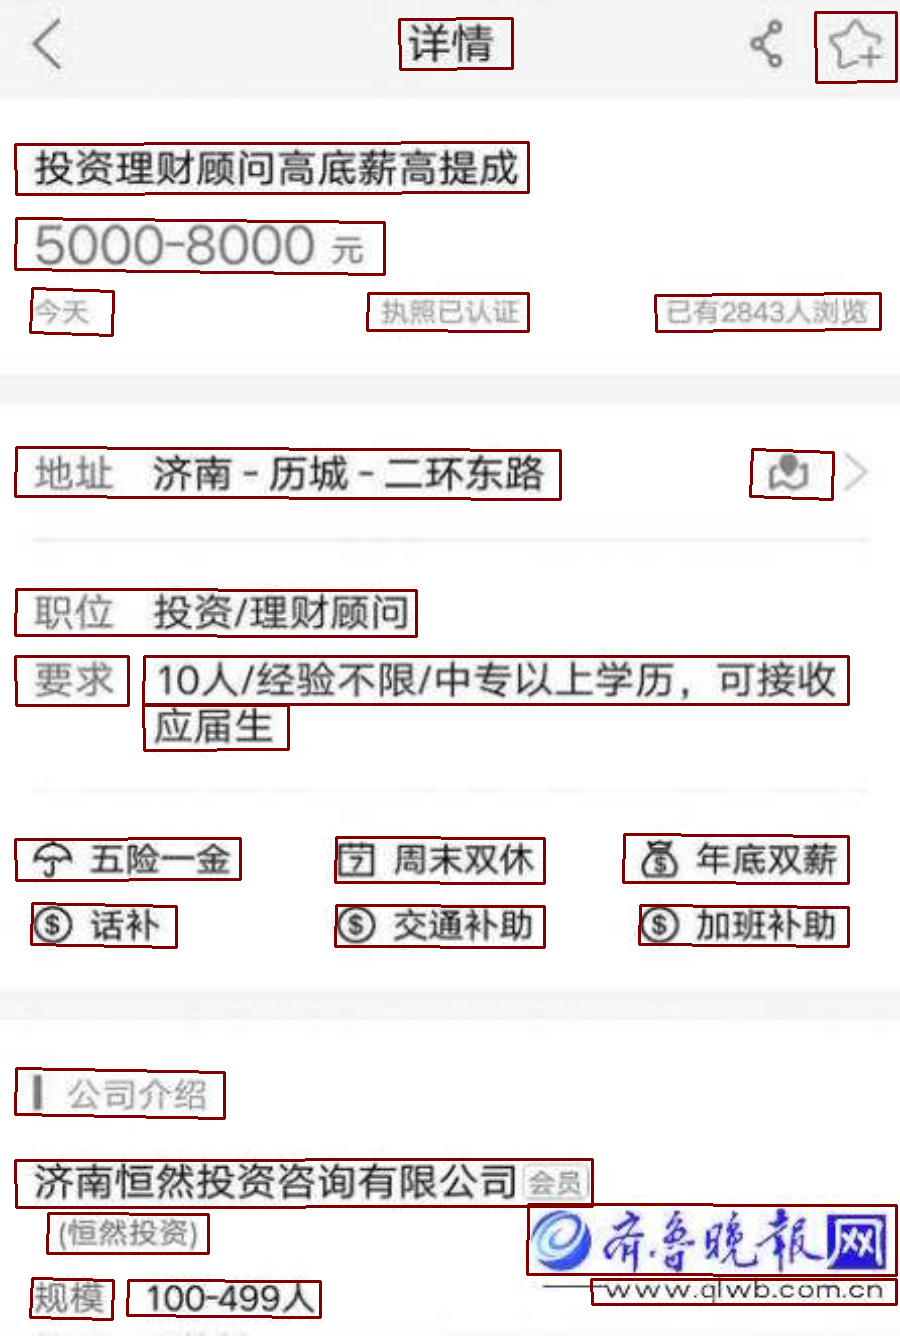 详情
投资理财顾问高底薪高提成
5000-8000 元
今天 执照已认证 已有2843人浏览
地址 济南 - 历城 - 二环东路
职位 投资/理财顾问
要求 10人/经验不限/中专以上学历，可接收
应届生
五险一金 7 周末双休 $ 年底双薪
$ 话补 $ 交通补助 $ 加班补助
公司介绍
济南恒然投资咨询有限公司 会员
(恒然投资)
齐鲁晚报网
规模 100-499人
www.qlwb.com.cn